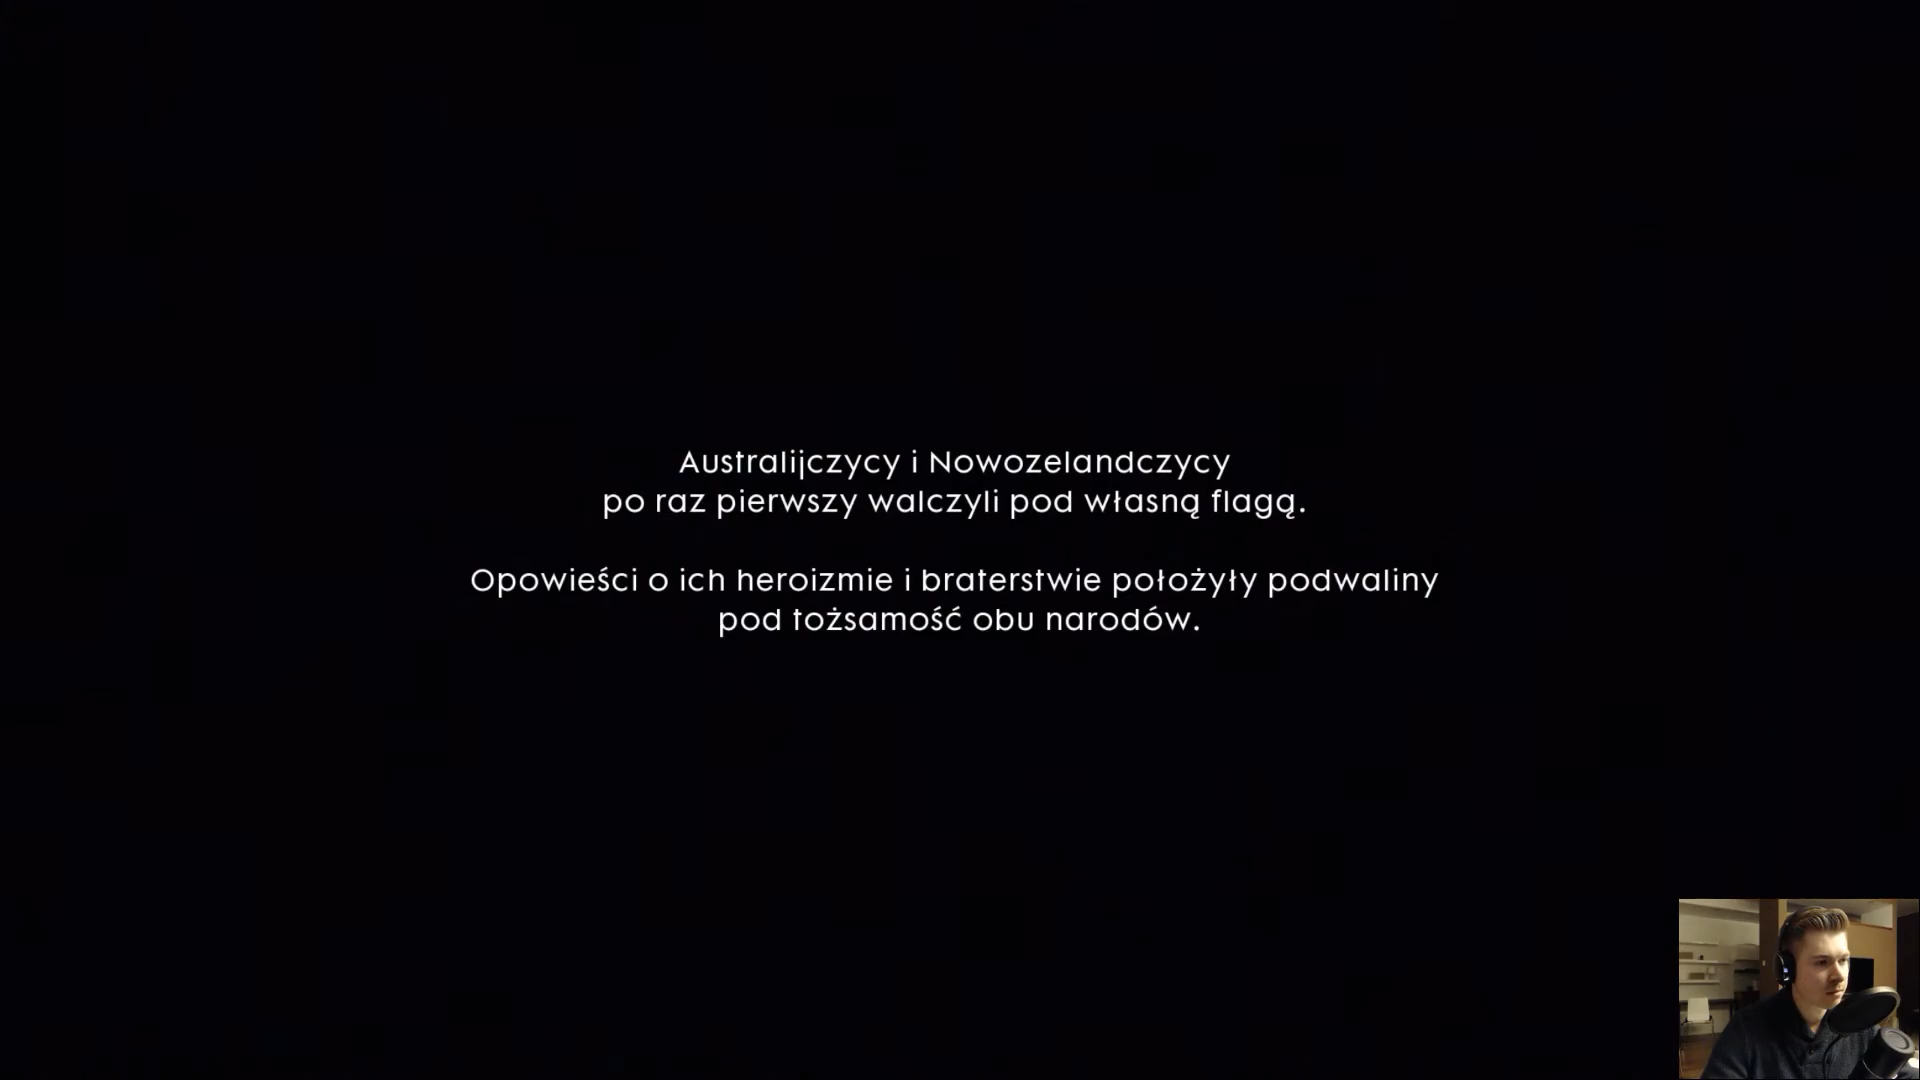 Australijczycy i Nowozelandczycy
po raz pierwszy walczyli pod własną flagą.
Opowieści o ich heroizmie i braterstwie położyły podwaliny
pod tożsamość obu narodów.